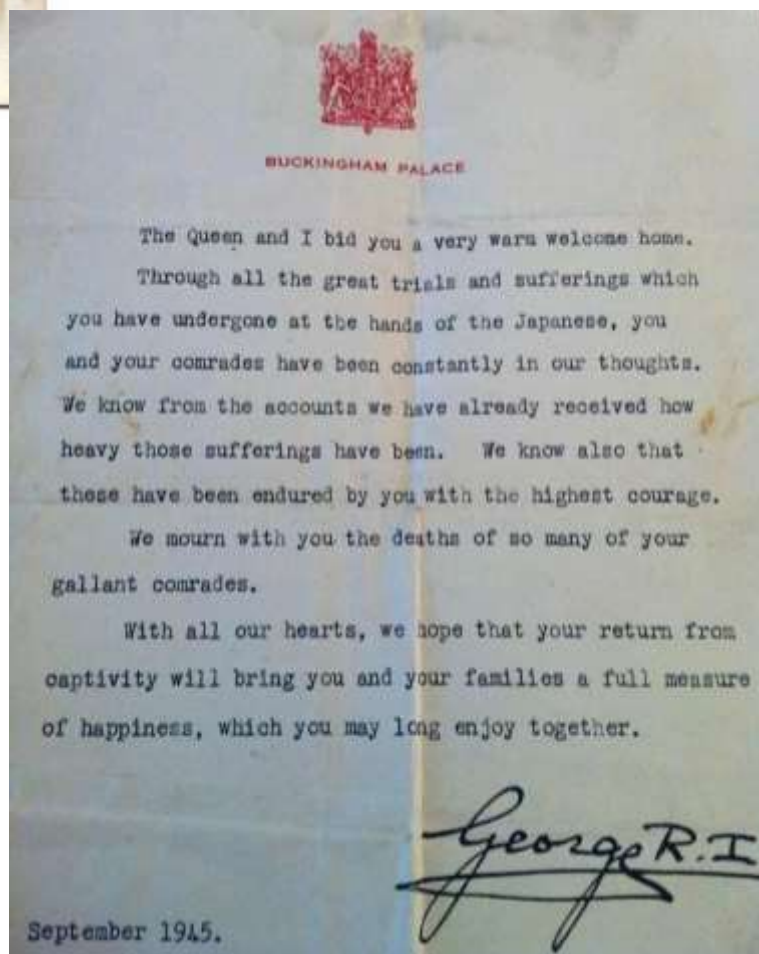 BUCKINGHAM PALACE
The Queen and I bid you a very warm welcome home.
Through all the great trials and sufferings which
you have undergone at the hands of the Japanese, you
and your comrades have been constantly in our thoughts.
We know from the accounts we have already received how
heavy those sufferings have been. We know also that
these have been endured by you with the highest courage.
We mourn with you the deaths of so many of your
gallant comrades.
With all our hearts, we hope that your return from
captivity will bring you and your families a full measure
of happiness, which you may long enjoy together.
George R.I
September 1945.